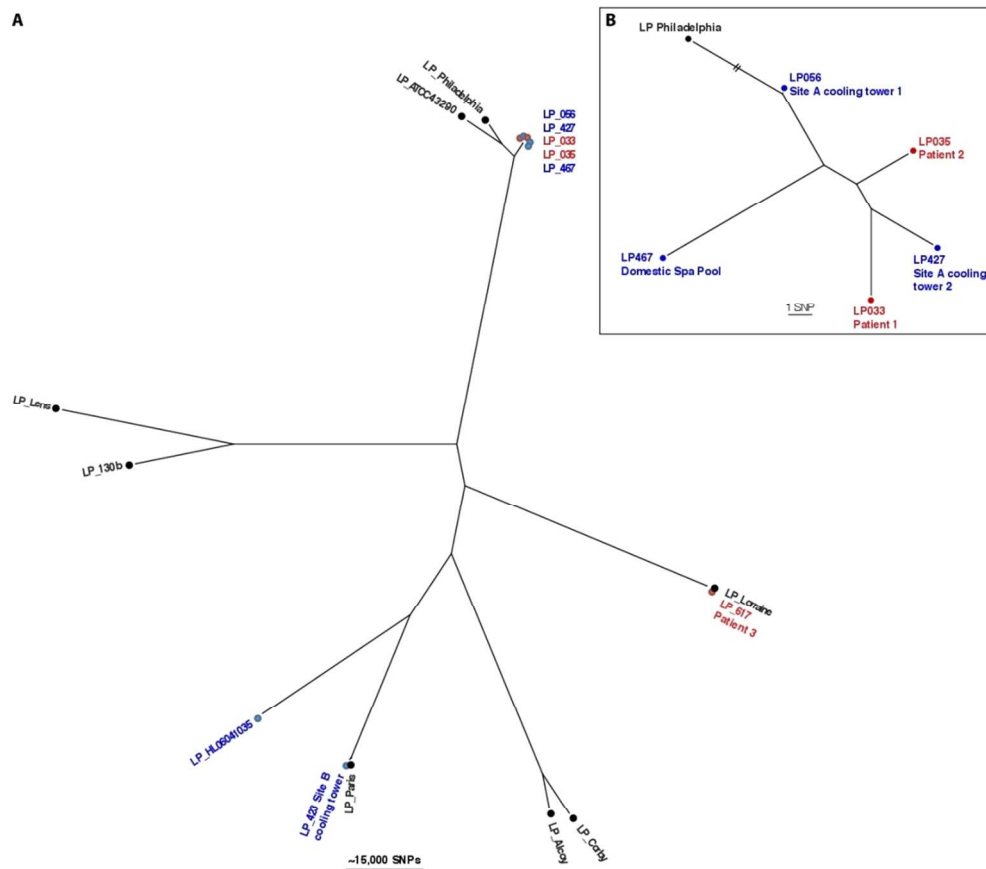 A
LP_Philadelphia
LP_ATCC43290
LP_056
LP_427
LP_033
LP_035
LP_467
B
LP Philadelphia
LP056
Site A cooling tower 1
LP035
Patient 2
LP467
Domestic Spa Pool
LP427
Site A cooling
tower 2
LP033
Patient 1
1 SNP
LP_Lens
LP_130b
LP_Lorraine
LP_617
Patient 3
LP_HL06041035
LP_423 Site B
cooling tower
LP_Paris
LP_Alcoy
LP_Corby
~15,000 SNPs